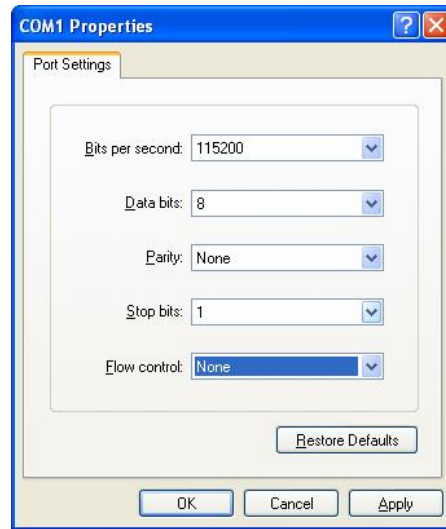 COM1 Properties
Port Settings
Bits per second: 115200
Data bits: 8
Parity: None
Stop bits: 1
Flow control: None
Restore Defaults
OK Cancel Apply